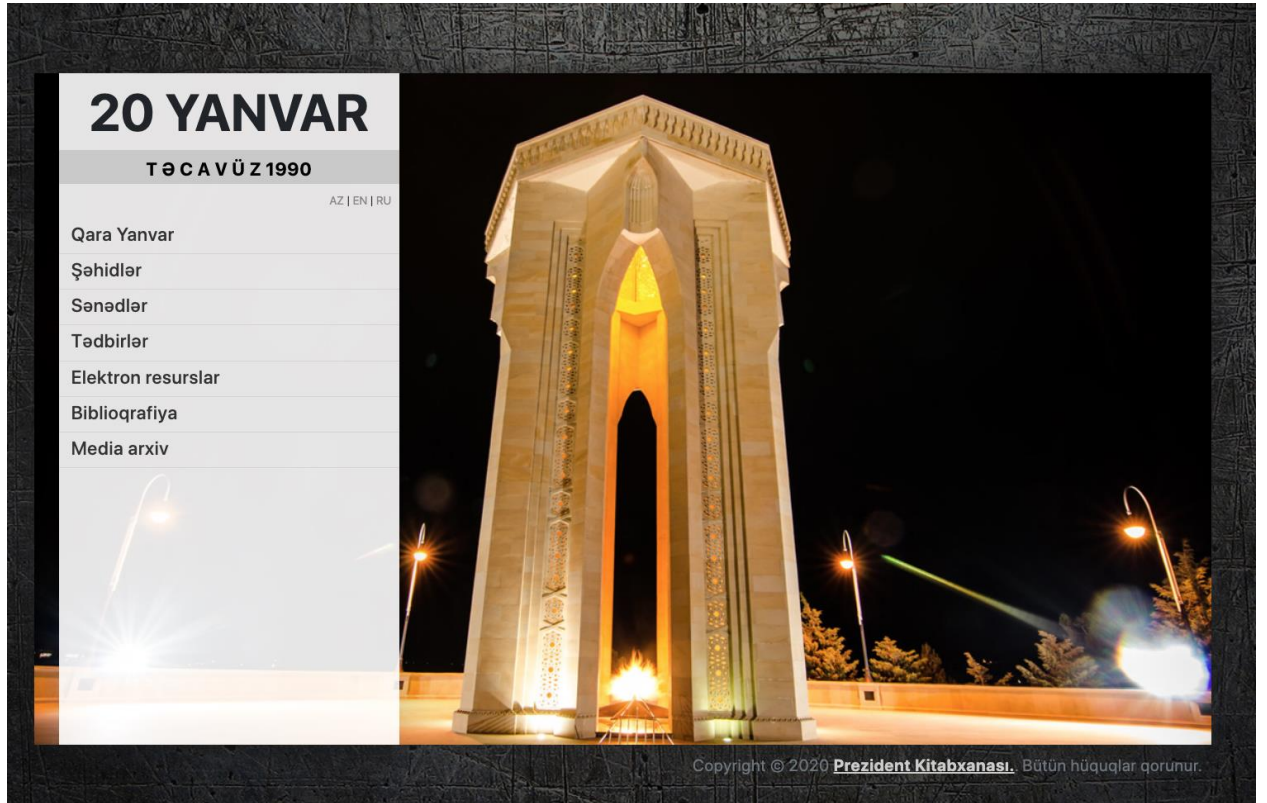 20 YANVAR
T Ə C A V Ü Z 1990
AZ | EN | RU
Qara Yanvar
Şəhidlər
Sənədlər
Tədbirlər
Elektron resurslar
Biblioqrafiya
Media arxiv
Copyright © 2020 Prezident Kitabxanası. . Bütün hüquqlar qorunur.